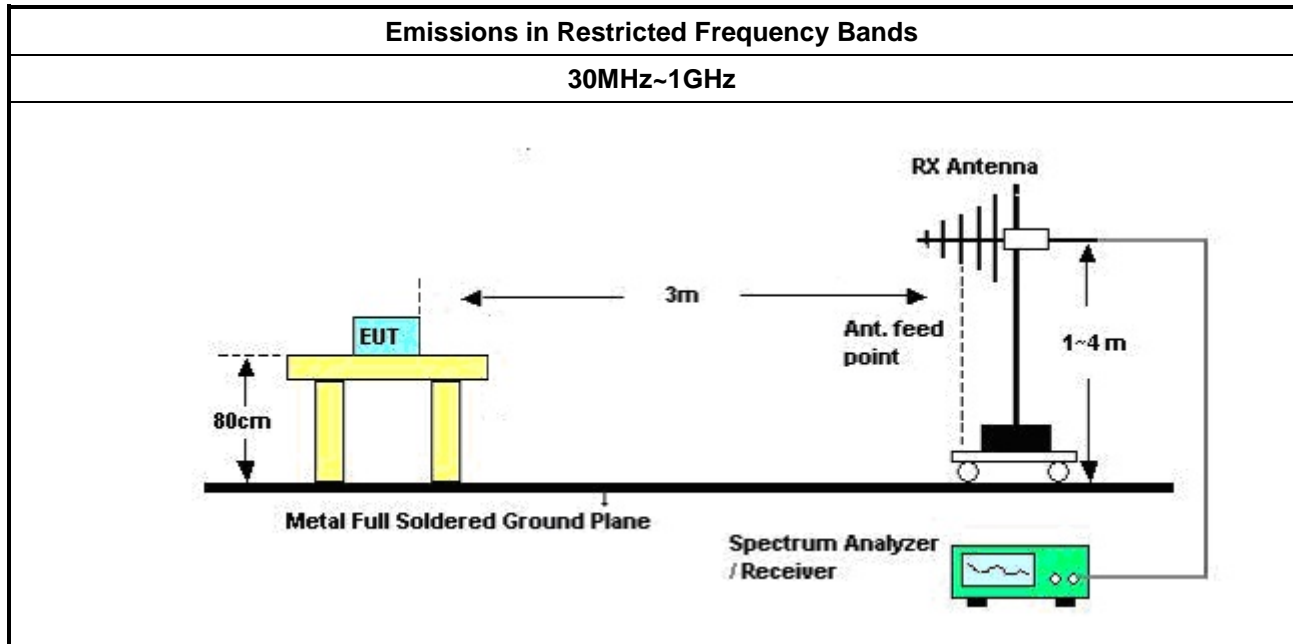 Emissions in Restricted Frequency Bands
30MHz~1GHz
RX Antenna
3m
EUT
Ant. feed
point
1~4 m
80cm
Metal Full Soldered Ground Plane
Spectrum Analyzer
/ Receiver